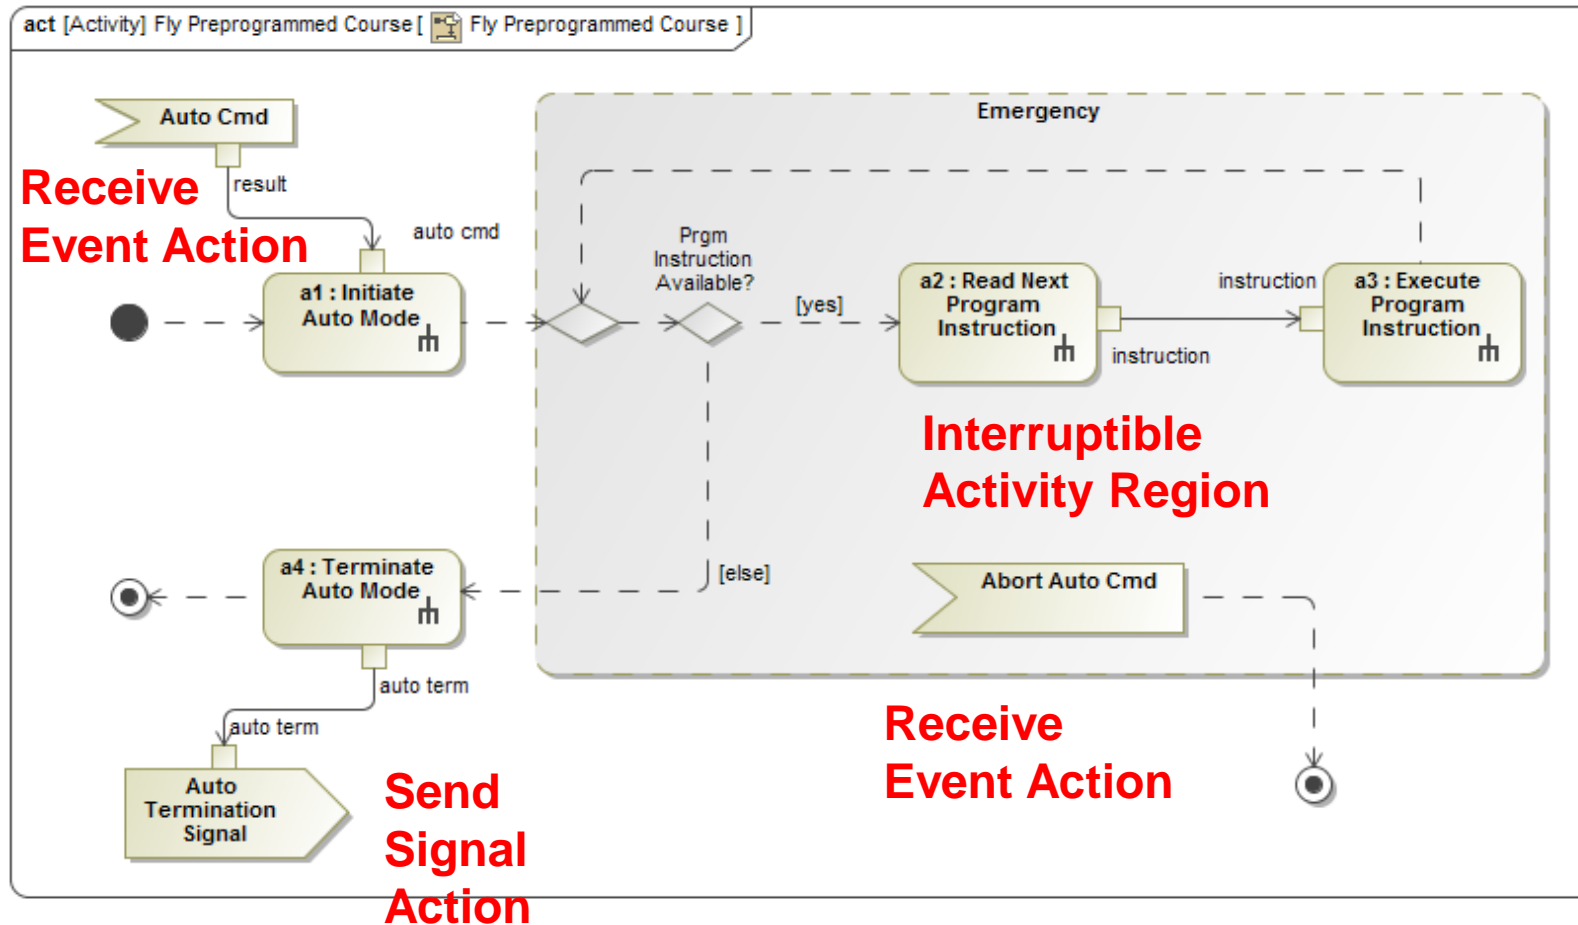 act [Activity] Fly Preprogrammed Course [ Fly Preprogrammed Course ]
Auto Cmd
result
Receive
Event Action
auto cmd
a1 : Initiate
Auto Mode
Emergency
Prgm
Instruction
Available?
[yes]
a2 : Read Next
Program
Instruction
instruction
instruction
a3 : Execute
Program
Instruction
Interruptible
Activity Region
[else]
a4 : Terminate
Auto Mode
Abort Auto Cmd
auto term
auto term
Auto
Termination
Signal
Send
Signal
Action
Receive
Event Action